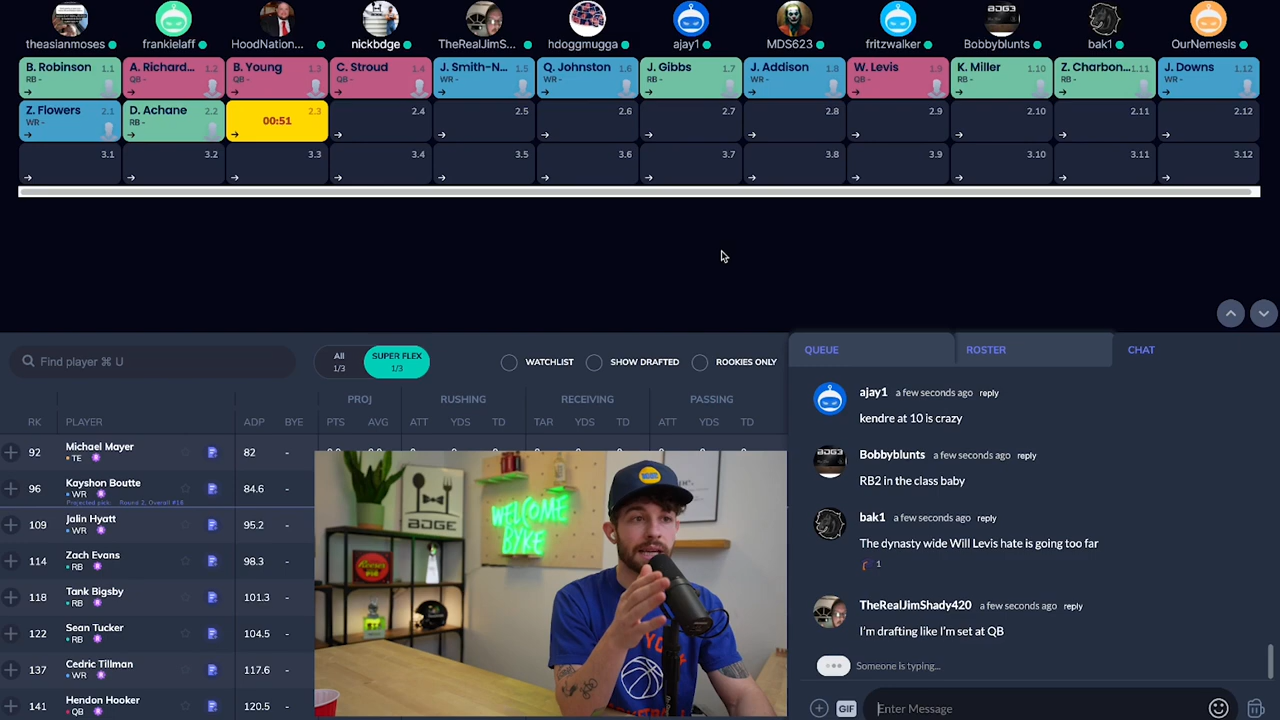 theasianmoses franklelaff HoodNation... nickbdge TheRealJimS... hdoggmugga ajay1 MDS623 fritzwalker Bobbyblunts bak1 OurNemesis
B. Robinson 1.1 A. Richard... 1.2 B. Young 1.3 C. Stroud 1.4 J. Smith-N... 1.5 Q. Johnston 1.6 J. Gibbs 1.7 J. Addison 1.8 W. Levis 1.9 K. Miller 1.10 Z. Charbon... 1.11 J. Downs 1.12
RB - QB - QB - QB - WR - WR - RB - WR - QB - RB - RB - WR -
Z. Flowers 2.1 D. Achane 2.2 2.3 2.4 2.5 2.6 2.7 2.8 2.9 2.10 2.11 2.12
WR - RB - 00:51
3.1 3.2 3.3 3.4 3.5 3.6 3.7 3.8 3.9 3.10 3.11 3.12
Find player ⌘ U
All 1/3
SUPER FLEX 1/3
WATCHLIST SHOW DRAFTED ROOKIES ONLY
PROJ RUSHING RECEIVING PASSING
RK PLAYER ADP BYE PTS AVG ATT YDS TD TAR YDS TD ATT YDS TD
92 Michael Mayer 82 -
TE
96 Kayshon Boutte 84.6 -
WR
Projected pick: Round 2, Overall #16
109 Jalin Hyatt 95.2 -
WR
114 Zach Evans 98.3 -
RB
118 Tank Bigsby 101.3 -
RB
122 Sean Tucker 104.5 -
RB
137 Cedric Tillman 117.6 -
WR
141 Hendon Hooker 120.5 -
QB
BDGE
WELCOME
BYKE
QUEUE ROSTER CHAT
ajay1 a few seconds ago reply
kendre at 10 is crazy
Bobbyblunts a few seconds ago reply
RB2 in the class baby
bak1 a few seconds ago reply
The dynasty wide Will Levis hate is going too far
1
TheRealJimShady420 a few seconds ago reply
I'm drafting like I'm set at QB
Someone is typing...
GIF Enter Message